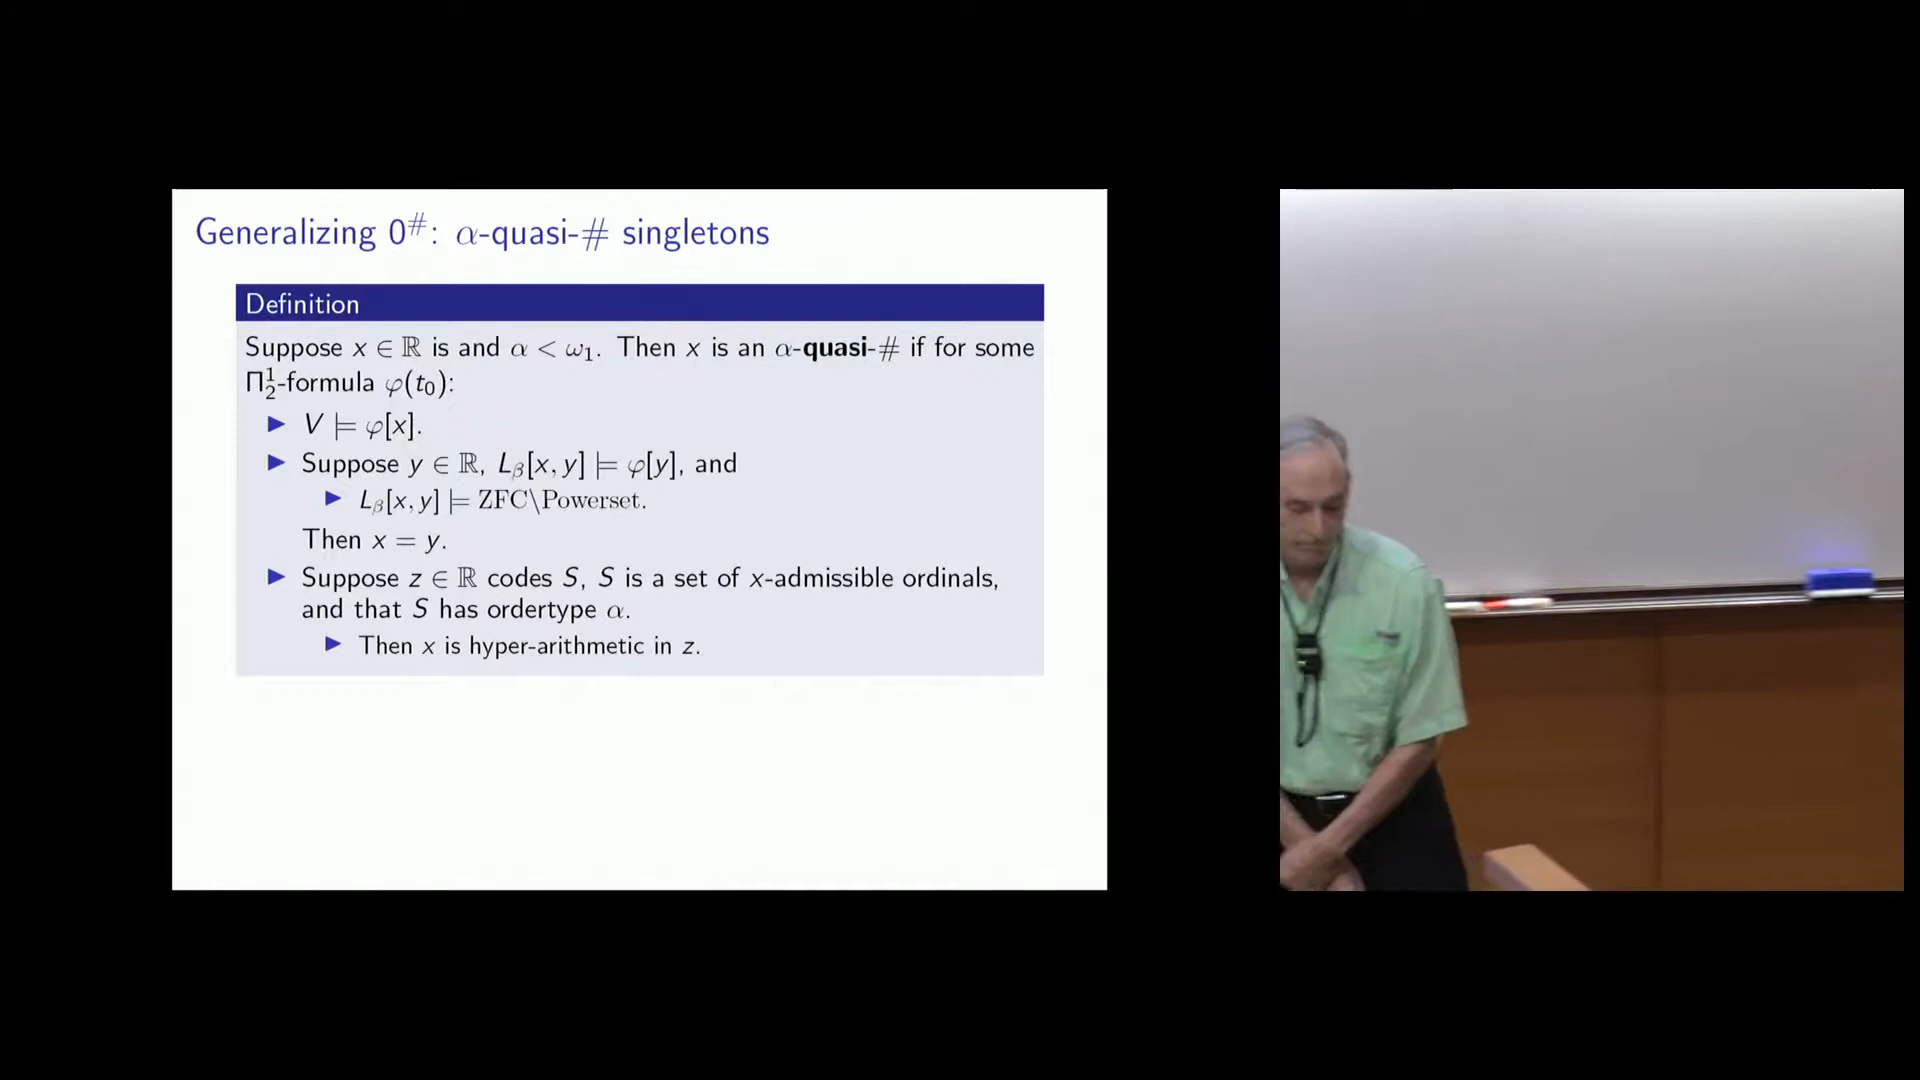 Generalizing 0^#: α-quasi-# singletons
Definition
Suppose x ∈ ℝ is and α < ω₁. Then x is an α-quasi-# if for some
Π¹₂-formula φ(t₀):
▶ V ⊨ φ[x].
▶ Suppose y ∈ ℝ, L_β[x, y] ⊨ φ[y], and
▶ L_β[x, y] ⊨ ZFC\Powerset.
Then x = y.
▶ Suppose z ∈ ℝ codes S, S is a set of x-admissible ordinals,
and that S has ordertype α.
▶ Then x is hyper-arithmetic in z.